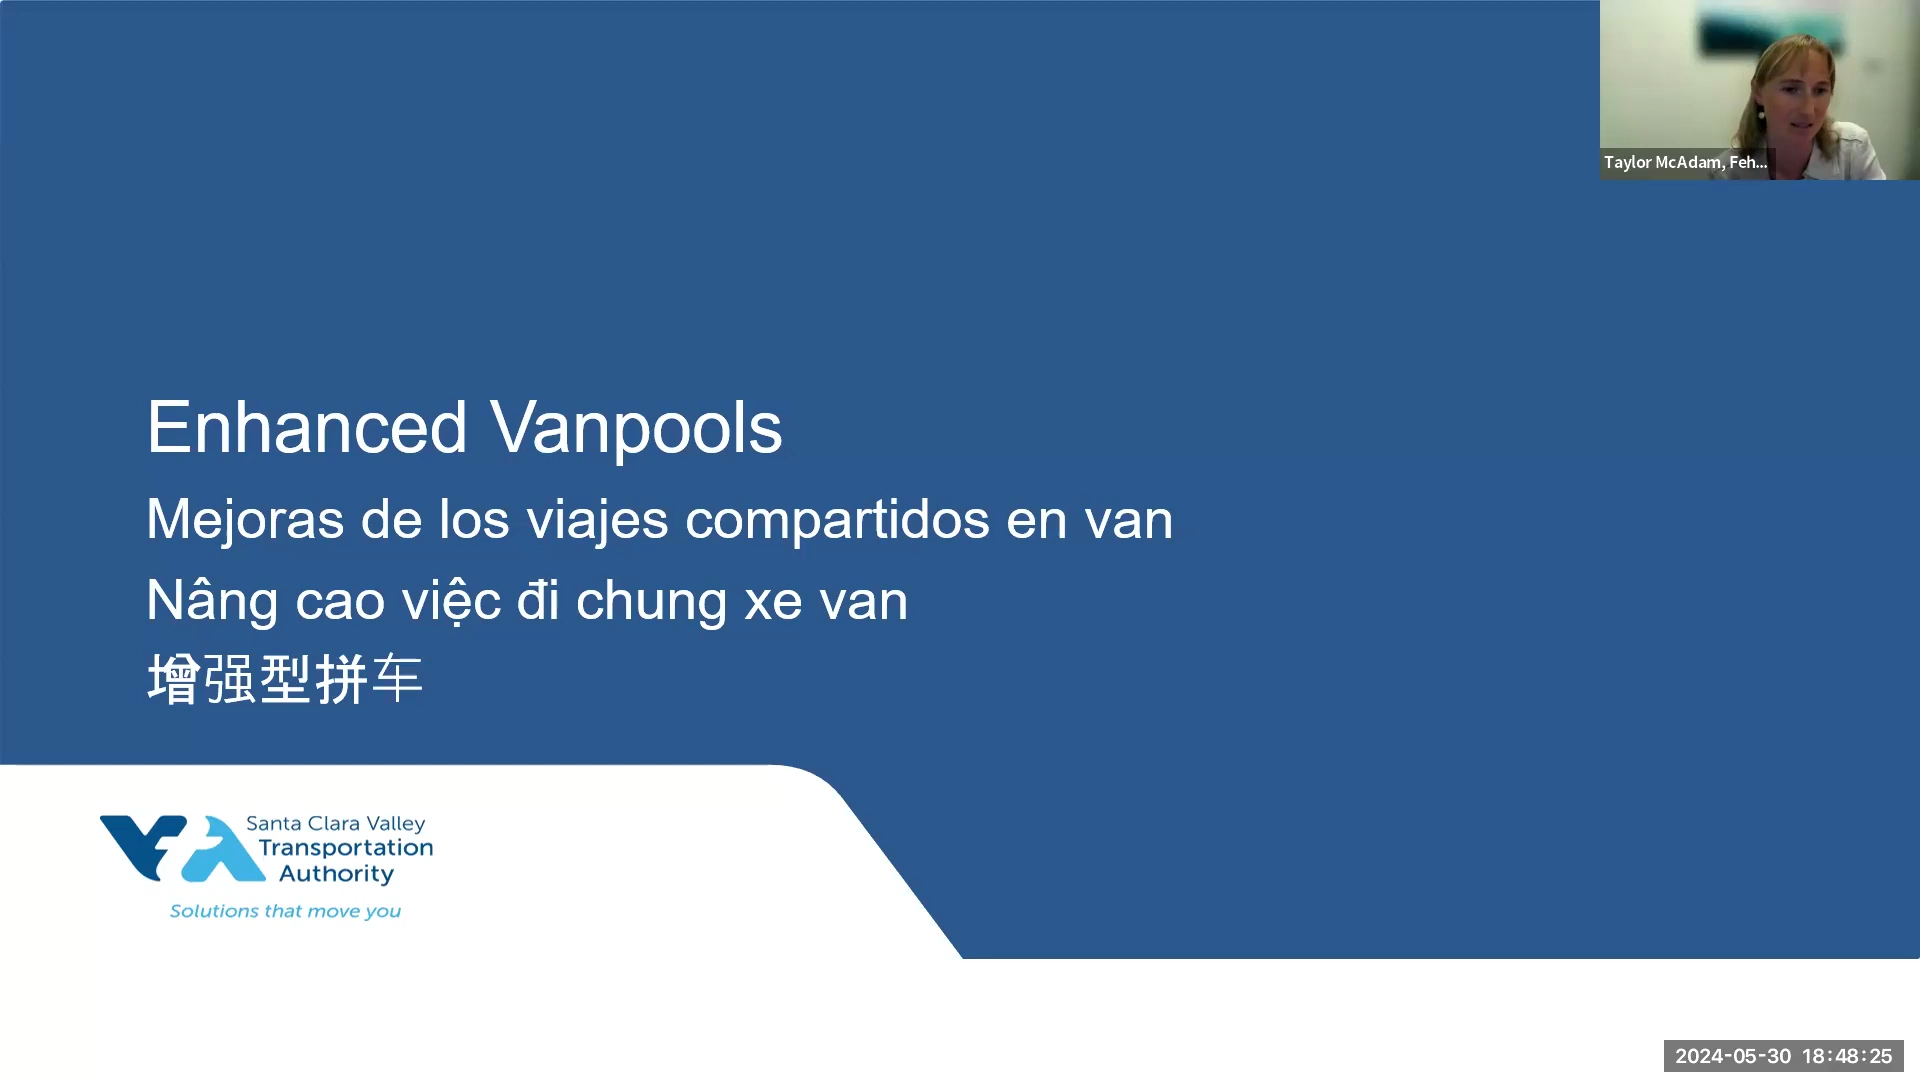 Taylor McAdam, Feh...
Enhanced Vanpools
Mejoras de los viajes compartidos en van
Nâng cao việc đi chung xe van
增强型拼车
Santa Clara Valley
Transportation
Authority
Solutions that move you
2024-05-30 18:48:25